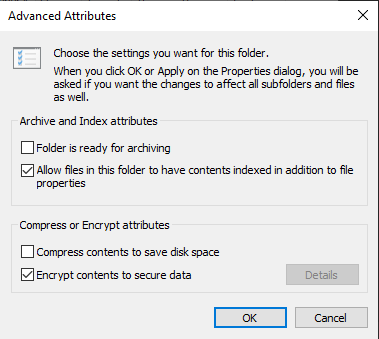 Advanced Attributes
Choose the settings you want for this folder.
When you click OK or Apply on the Properties dialog, you will be
asked if you want the changes to affect all subfolders and files
as well.
Archive and Index attributes
Folder is ready for archiving
Allow files in this folder to have contents indexed in addition to file
properties
Compress or Encrypt attributes
Compress contents to save disk space
Encrypt contents to secure data
Details
OK
Cancel